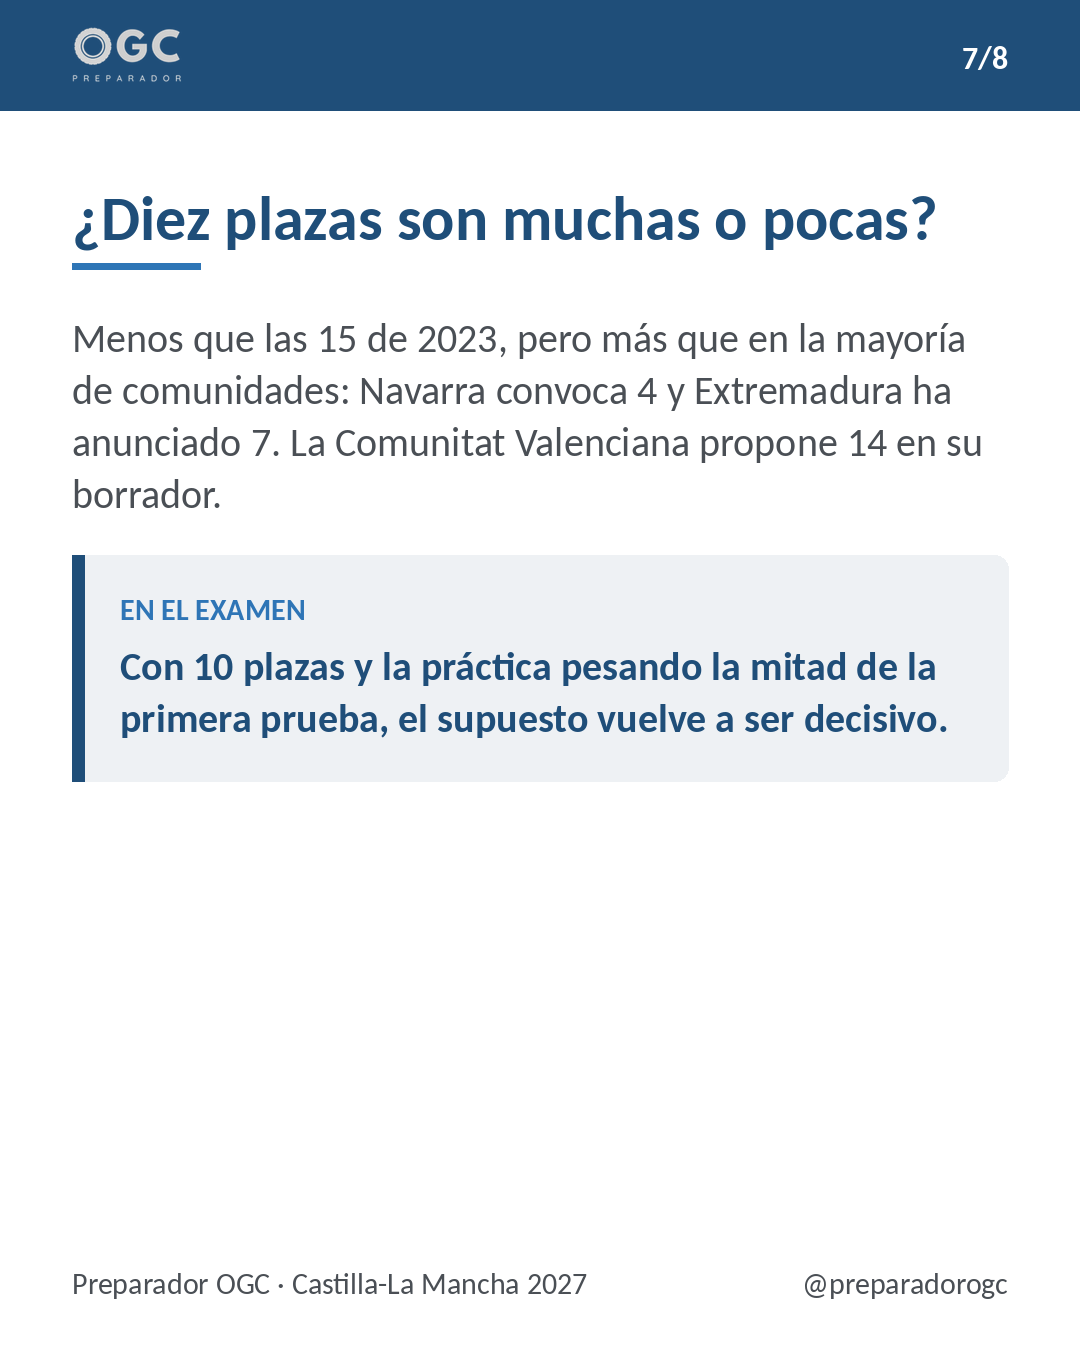 OGC
PREPARADOR
7/8
¿Diez plazas son muchas o pocas?
Menos que las 15 de 2023, pero más que en la mayoría
de comunidades: Navarra convoca 4 y Extremadura ha
anunciado 7. La Comunitat Valenciana propone 14 en su
borrador.
EN EL EXAMEN
Con 10 plazas y la práctica pesando la mitad de la
primera prueba, el supuesto vuelve a ser decisivo.
Preparador OGC · Castilla-La Mancha 2027
@preparadorogc